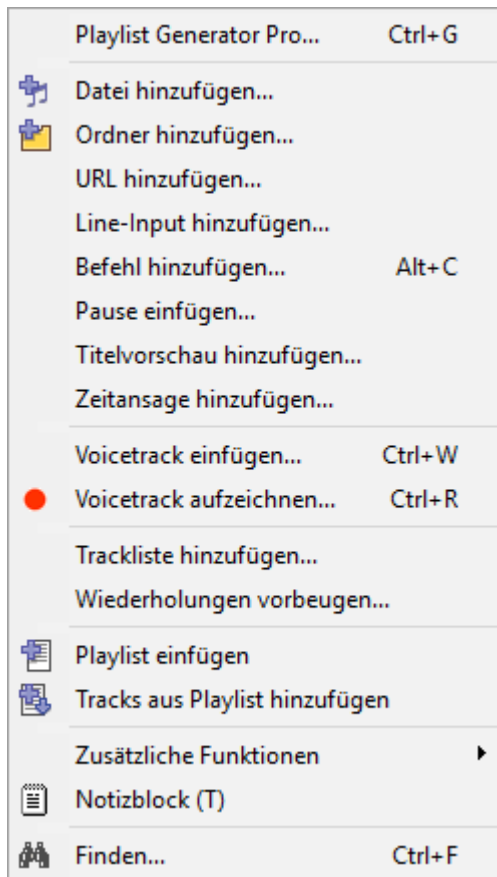 Playlist Generator Pro... Ctrl+G
Datei hinzufügen...
Ordner hinzufügen...
URL hinzufügen...
Line-Input hinzufügen...
Befehl hinzufügen... Alt+C
Pause einfügen...
Titelvorschau hinzufügen...
Zeitansage hinzufügen...
Voicetrack einfügen... Ctrl+W
Voicetrack aufzeichnen... Ctrl+R
Trackliste hinzufügen...
Wiederholungen vorbeugen...
Playlist einfügen
Tracks aus Playlist hinzufügen
Zusätzliche Funktionen
Notizblock (T)
Finden... Ctrl+F